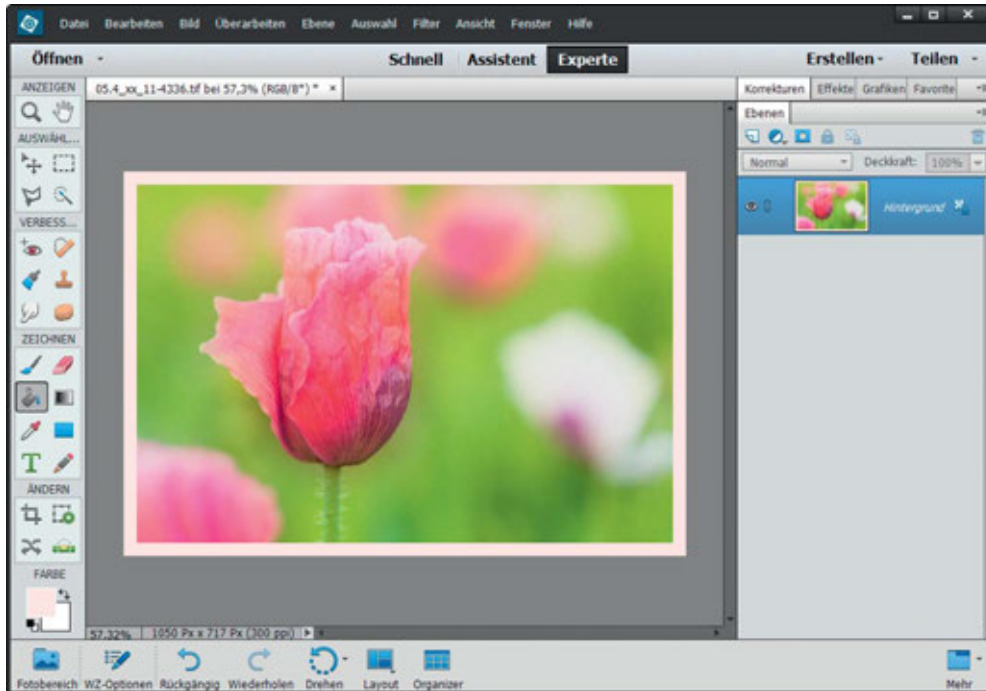 Datei Bearbeiten Bild Überarbeiten Ebene Auswahl Filter Ansicht Fenster Hilfe
Öffnen Schnell Assistent Experte Erstellen Teilen
ANZEIGEN
05.4_xx_11-4336.tif bei 57,3% (RGB/8*) * ×
Korrekturen Effekte Grafiken Favorite
Ebenen
AUSWÄHL...
Normal Deckkraft: 100%
Hintergrund
VERBESS...
ZEICHNEN
T
ÄNDERN
FARBE
57,32% 1050 Px x 717 Px (300 ppi)
Fotobereich WZ-Optionen Rückgängig Wiederholen Drehen Layout Organizer Mehr